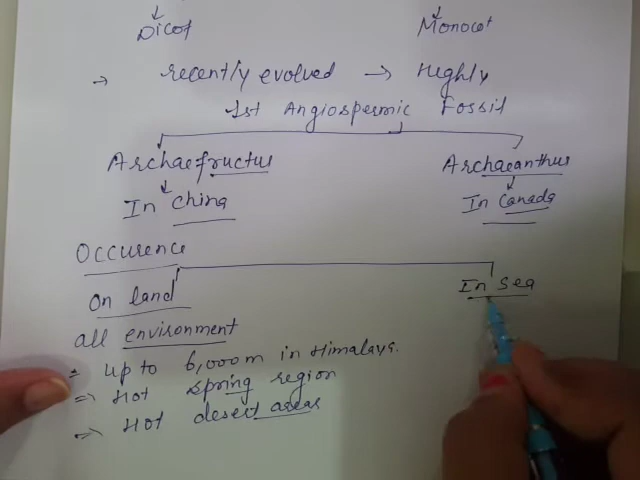 Dicot Monocot
→ recently evolved → Highly
1st Angiospermic Fossil
Archaefructus Archaeanthus
In China In Canada
Occurence
On land In Sea
all environment
up to 6,000m in Himalays.
⇒ Hot spring region
⇒ Hot desert areas